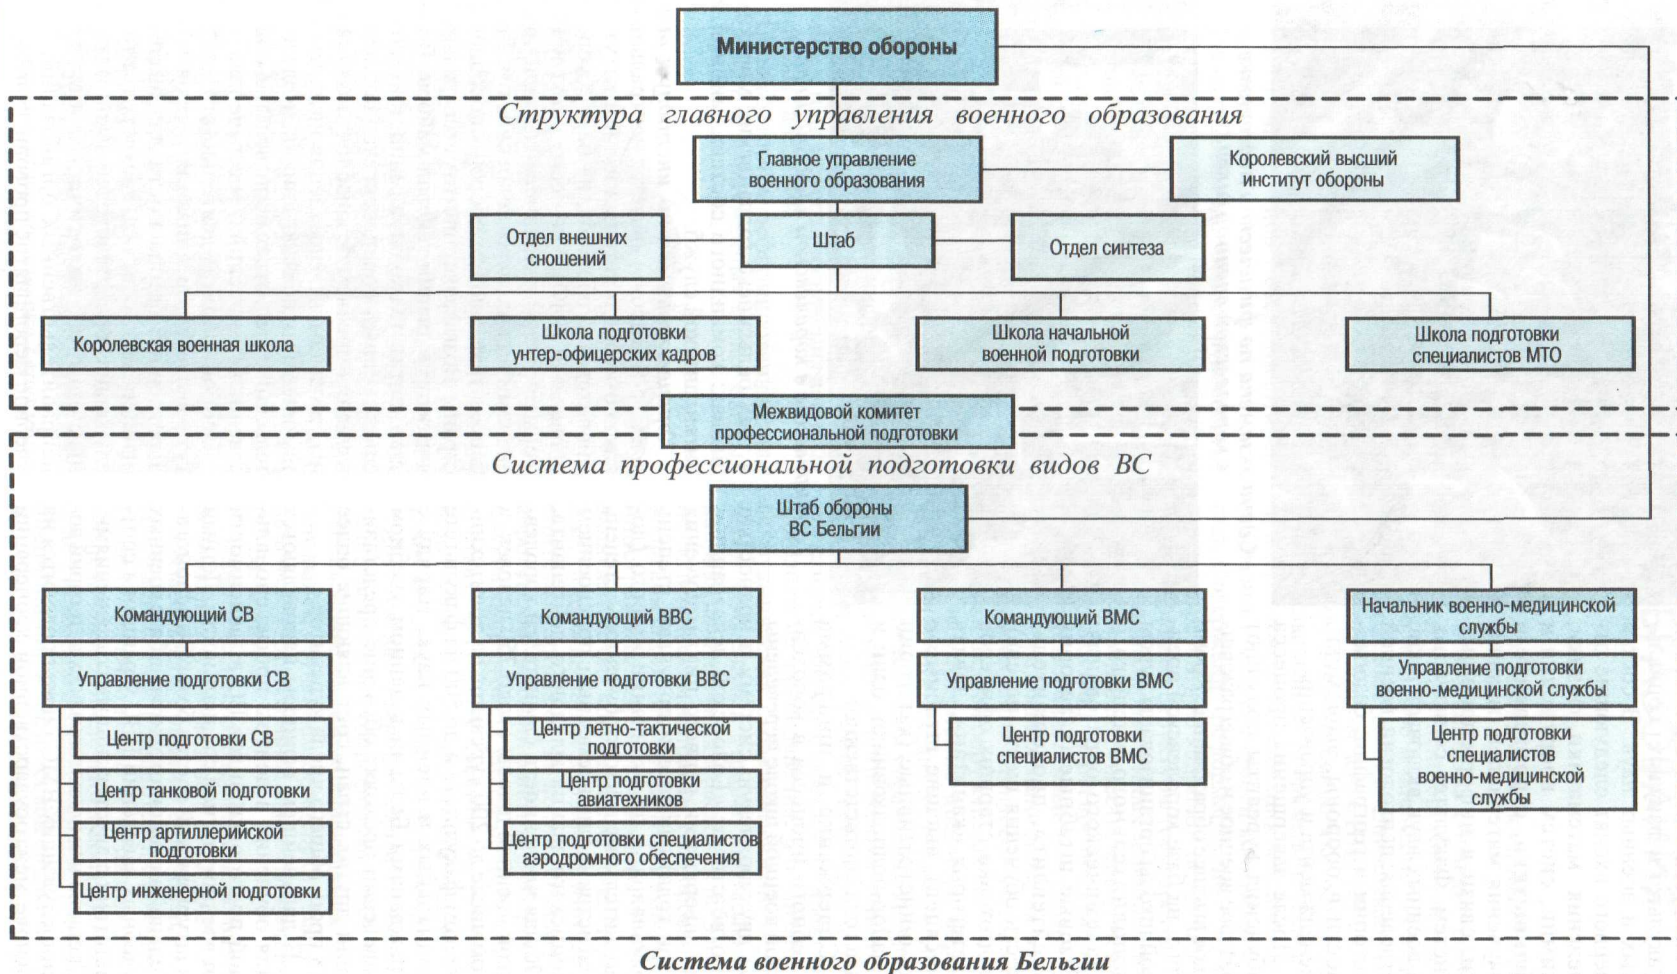 Министерство обороны
Структура главного управления военного образования
Главное управление
военного образования
Королевский высший
институт обороны
Отдел внешних
сношений
Штаб
Отдел синтеза
Королевская военная школа
Школа подготовки
унтер-офицерских кадров
Школа начальной
военной подготовки
Школа подготовки
специалистов МТО
Межвидовой комитет
профессиональной подготовки
Система профессиональной подготовки видов ВС
Штаб обороны
ВС Бельгии
Командующий СВ
Командующий ВВС
Командующий ВМС
Начальник военно-медицинской
службы
Управление подготовки СВ
Управление подготовки ВВС
Управление подготовки ВМС
Управление подготовки
военно-медицинской службы
Центр подготовки СВ
Центр танковой подготовки
Центр артиллерийской
подготовки
Центр инженерной подготовки
Центр летно-тактической
подготовки
Центр подготовки
авиатехников
Центр подготовки специалистов
аэродромного обеспечения
Центр подготовки
специалистов ВМС
Центр подготовки
специалистов
военно-медицинской
службы
Система военного образования Бельгии